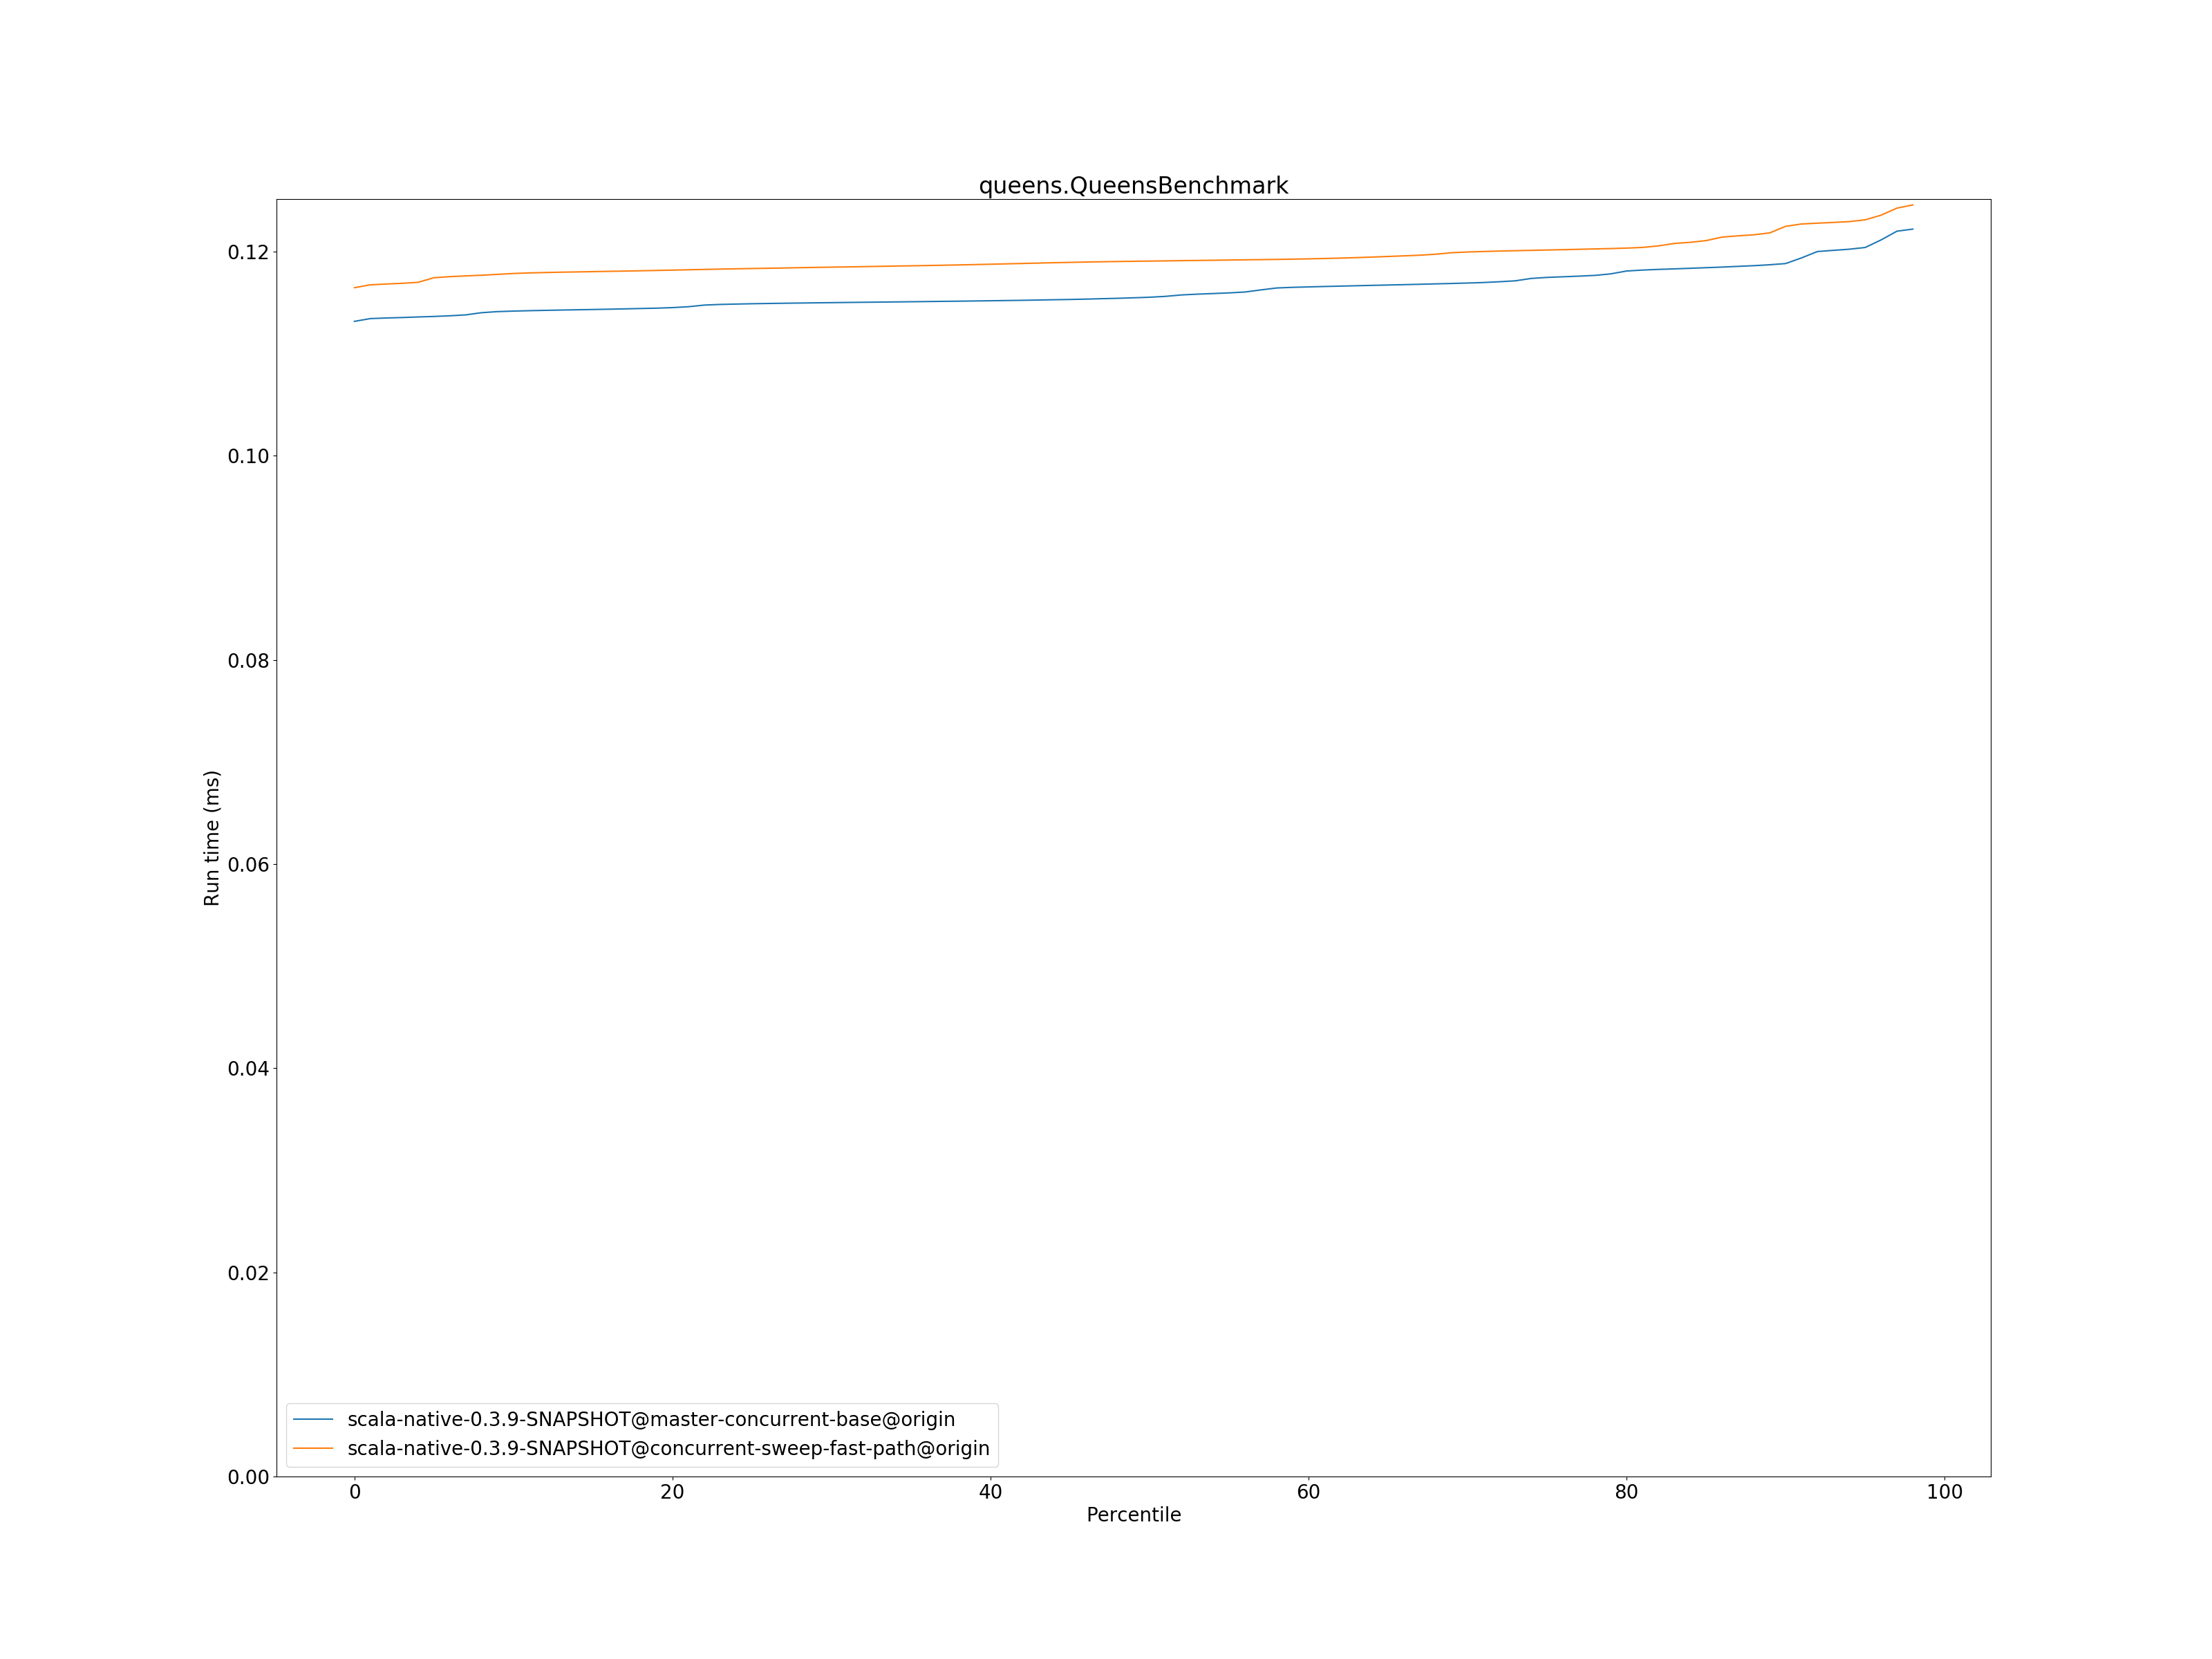 queens.QueensBenchmark
0.12
0.10
0.08
0.06
0.04
0.02
0.00
Run time (ms)
scala-native-0.3.9-SNAPSHOT@master-concurrent-base@origin
scala-native-0.3.9-SNAPSHOT@concurrent-sweep-fast-path@origin
0 20 40 60 80 100
Percentile